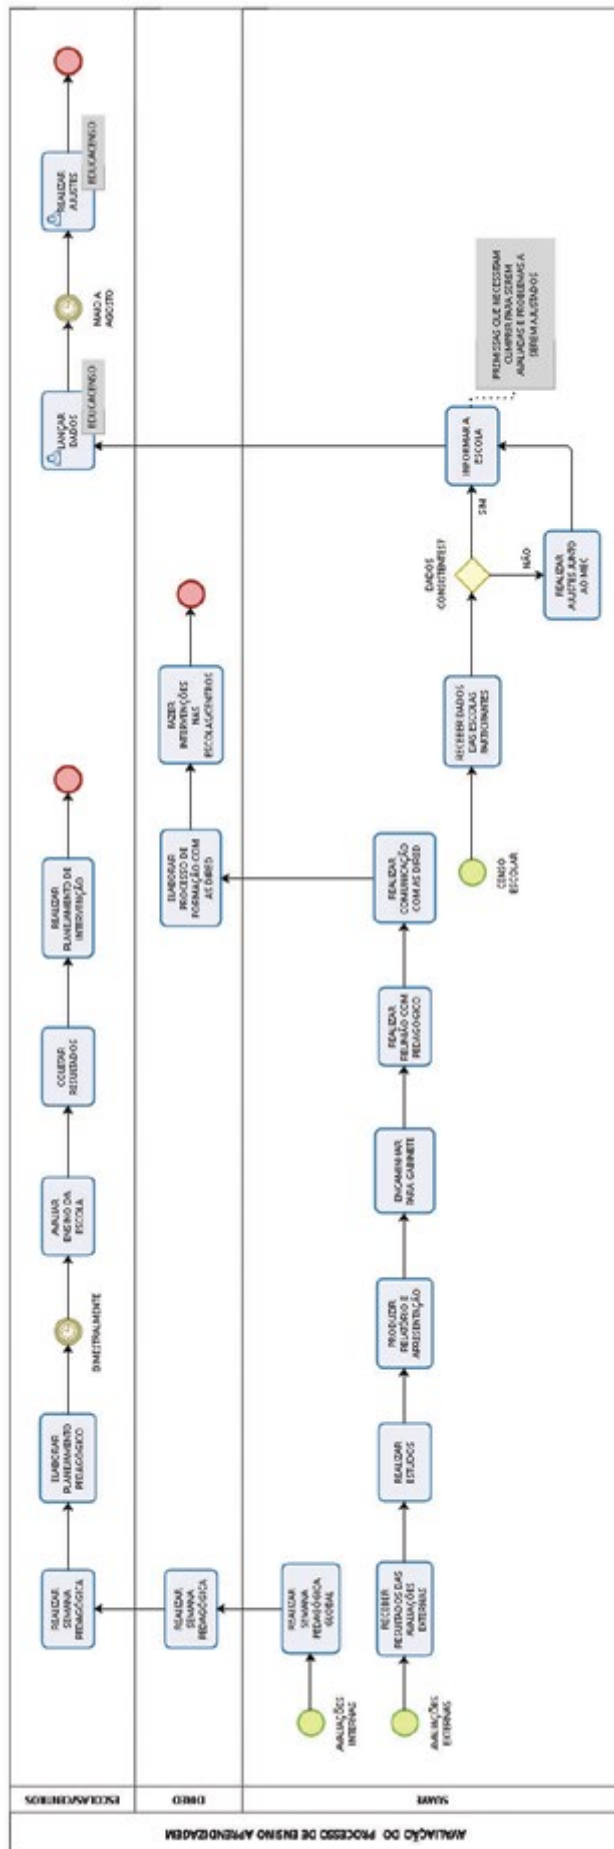 AVALIAÇÃO DO PROCESSO DE ENSINO APRENDIZAGEM
ESCOLAS/CENTROS
DIRED
SUAVE
REALIZAR
SEMANA
PEDAGÓGICA
ELABORAR
PLANEJAMENTO
PEDAGÓGICO
BIMESTRALMENTE
AVALIAR
ENSINO DA
ESCOLA
COLETAR
RESULTADOS
REALIZAR
PLANEJAMENTO DE
INTERVENÇÃO
LANÇAR
DADOS
EDUCACENSO
MAIO A
AGOSTO
REALIZAR
AJUSTES
EDUCACENSO
REALIZAR
SEMANA
PEDAGÓGICA
ELABORAR
PROCESSO DE
FORMAÇÃO COM
AS DIRED
FAZER
INTERVENÇÕES
NAS
ESCOLAS/CENTROS
AVALIAÇÕES
INTERNAS
REALIZAR
SEMANA
PEDAGÓGICA
GLOBAL
AVALIAÇÕES
EXTERNAS
RECEBER
RESULTADOS DAS
AVALIAÇÕES
EXTERNAS
REALIZAR
ESTUDOS
PRODUZIR
RELATÓRIO E
APRESENTAÇÃO
ENCAMINHAR
PARA GABINETE
REALIZAR
REUNIÃO COM
PEDAGÓGICO
REALIZAR
COMUNICAÇÃO
COM AS DIRED
CENSO
ESCOLAR
RECEBER DADOS
DAS ESCOLAS
PARTICIPANTES
DADOS
CONSISTENTES?
SIM
NÃO
INFORMAR A
ESCOLA
REALIZAR
AJUSTES JUNTO
AO MEC
PREMISSAS QUE NECESSITAM
CUMPRIR PARA SEREM
AVALIADAS E PROBLEMAS A
SEREM AJUSTADOS